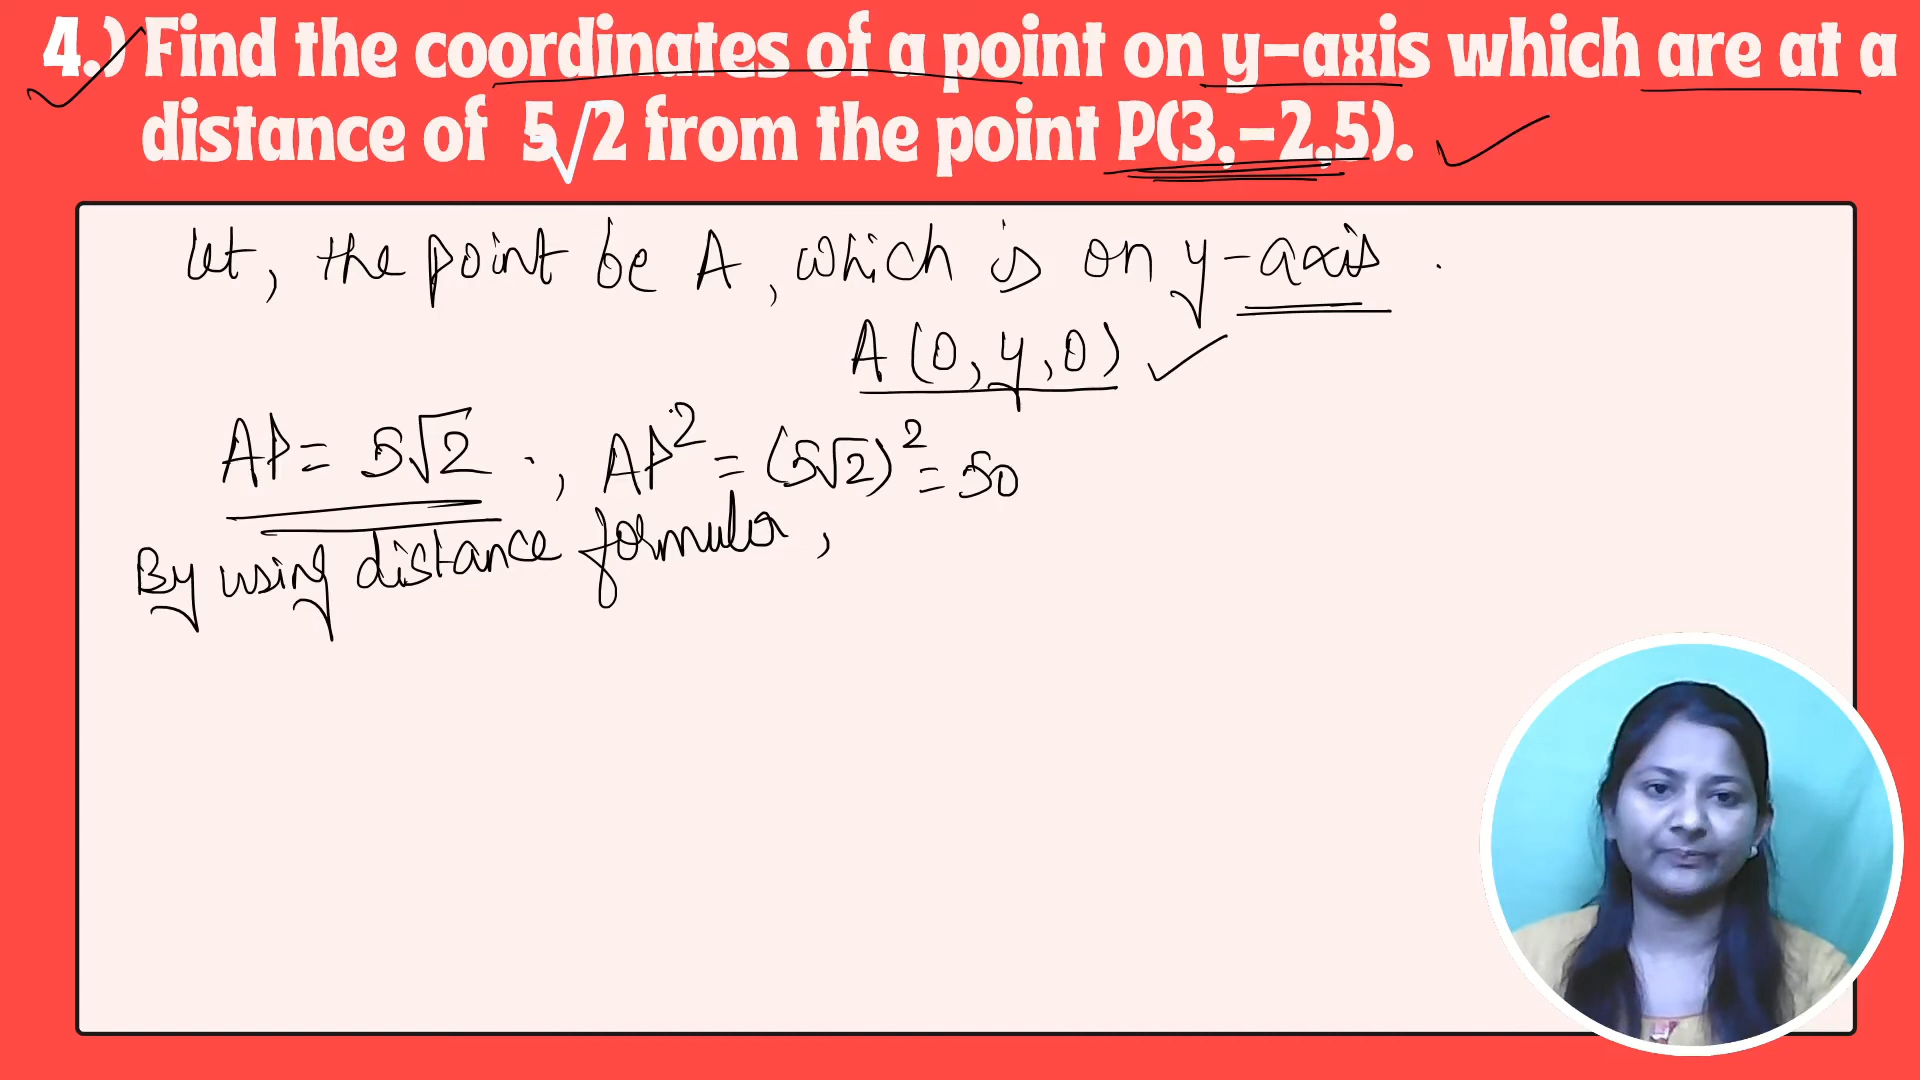 4.) Find the coordinates of a point on y-axis which are at a
distance of 5√2 from the point P(3,-2,5).
Let, the point be A, which is on y-axis.
A(0, y, 0)
AP = 5√2 ., AP² = (5√2)² = 50
By using distance formula,